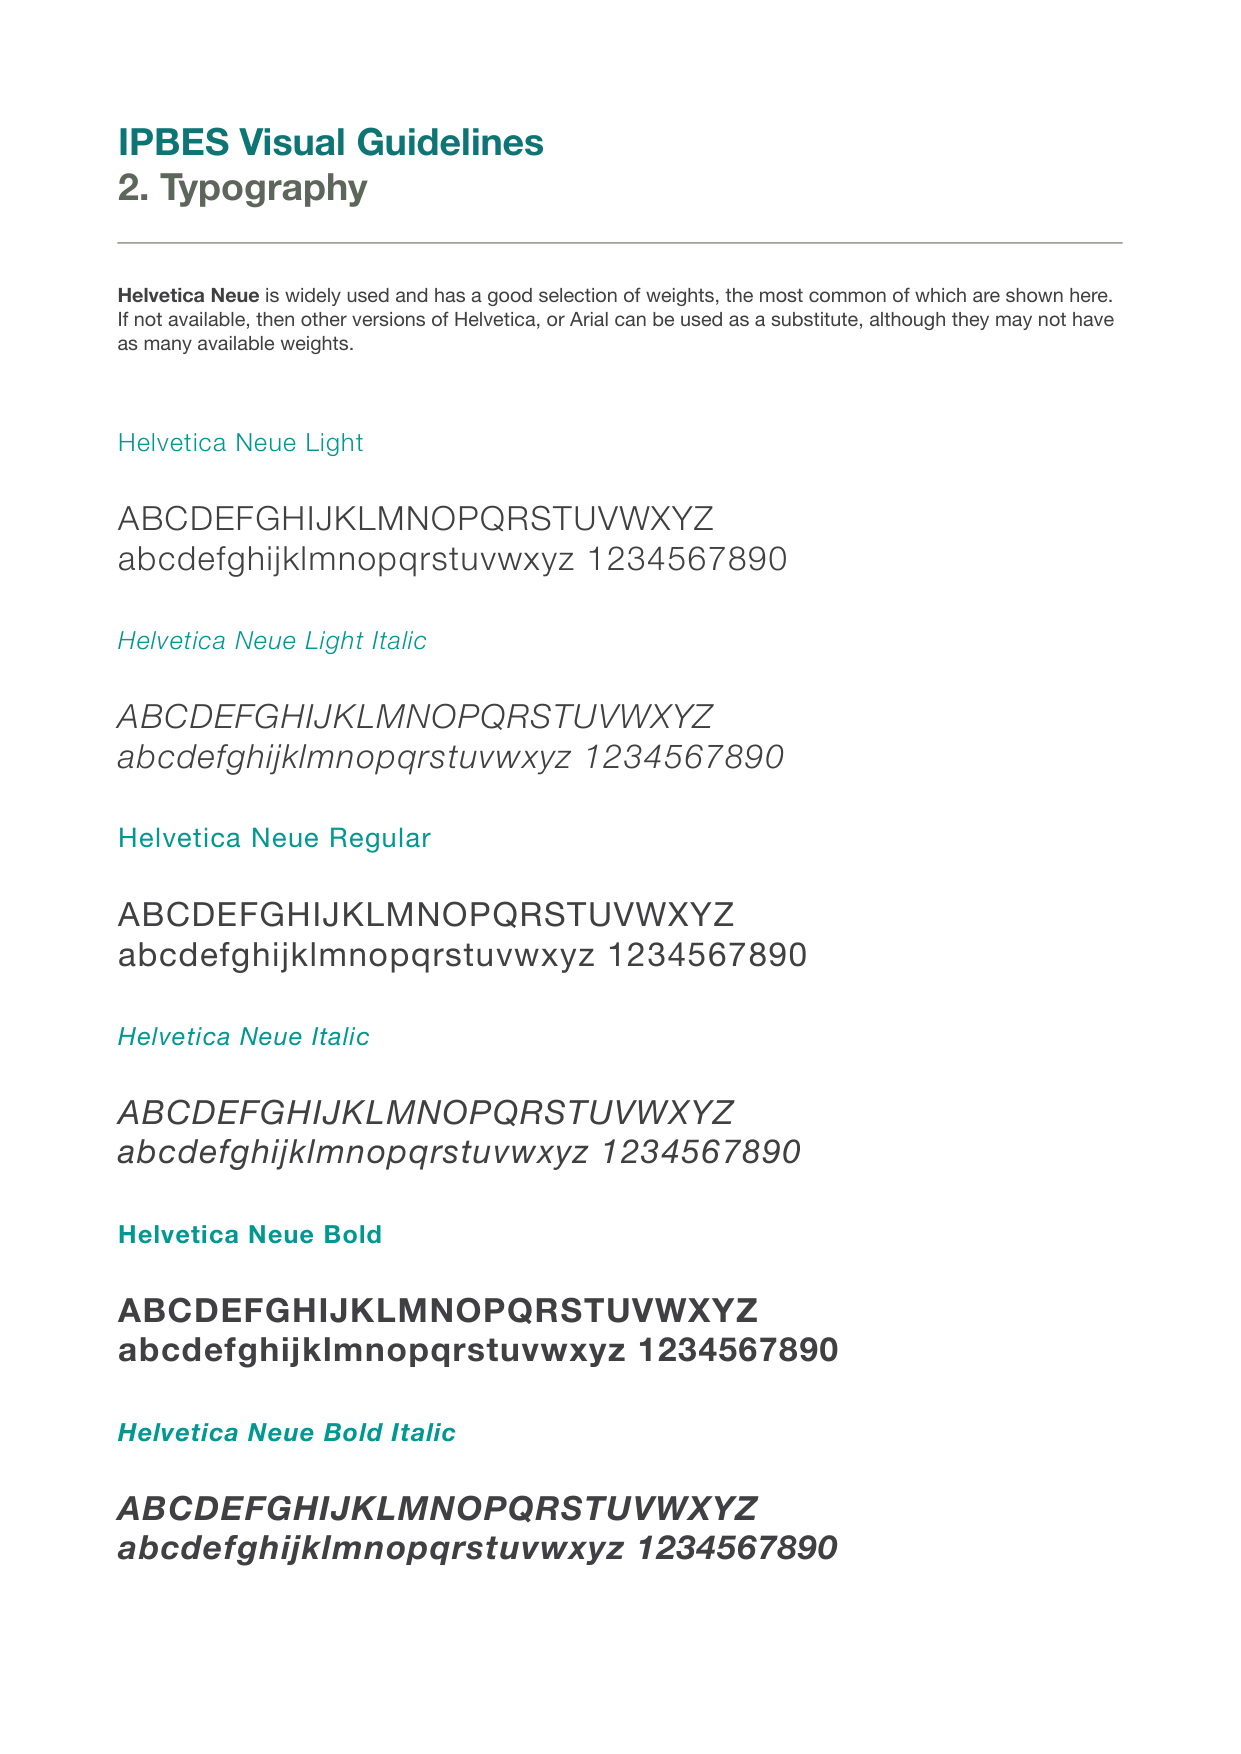 IPBES Visual Guidelines
2. Typography
Helvetica Neue is widely used and has a good selection of weights, the most common of which are shown here.
If not available, then other versions of Helvetica, or Arial can be used as a substitute, although they may not have
as many available weights.
Helvetica Neue Light
ABCDEFGHIJKLMNOPQRSTUVWXYZ
abcdefghijklmnopqrstuvwxyz 1234567890
Helvetica Neue Light Italic
ABCDEFGHIJKLMNOPQRSTUVWXYZ
abcdefghijklmnopqrstuvwxyz 1234567890
Helvetica Neue Regular
ABCDEFGHIJKLMNOPQRSTUVWXYZ
abcdefghijklmnopqrstuvwxyz 1234567890
Helvetica Neue Italic
ABCDEFGHIJKLMNOPQRSTUVWXYZ
abcdefghijklmnopqrstuvwxyz 1234567890
Helvetica Neue Bold
ABCDEFGHIJKLMNOPQRSTUVWXYZ
abcdefghijklmnopqrstuvwxyz 1234567890
Helvetica Neue Bold Italic
ABCDEFGHIJKLMNOPQRSTUVWXYZ
abcdefghijklmnopqrstuvwxyz 1234567890